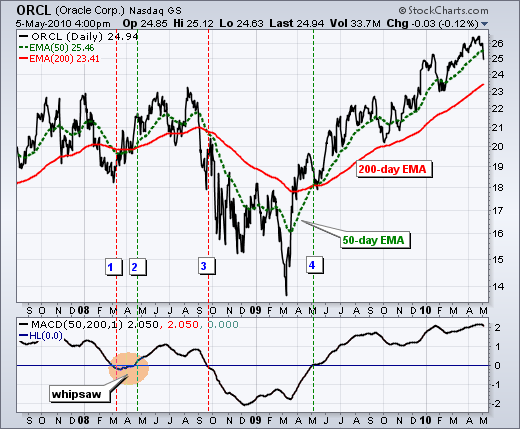 ORCL (Oracle Corp.) Nasdaq GS © StockCharts.com
5-May-2010 4:00pm Op 24.85 Hi 25.12 Lo 24.63 Last 24.94 Vol 33.7M Chg -0.03 (-0.12%)
ORCL (Daily) 24.94
EMA(50) 25.46
EMA(200) 23.41
26
25
24
23
22
21
20
19
18
17
16
15
14
200-day EMA
50-day EMA
1 2 3 4
S O N D 08 F M A M J J A S O N D 09 F M A M J J A S O N D 10 F M A M
MACD(50,200,1) 2.050, 2.050, 0.000
HL(0.0)
2
1
0
-1
-2
whipsaw
S O N D 08 F M A M J J A S O N D 09 F M A M J J A S O N D 10 F M A M